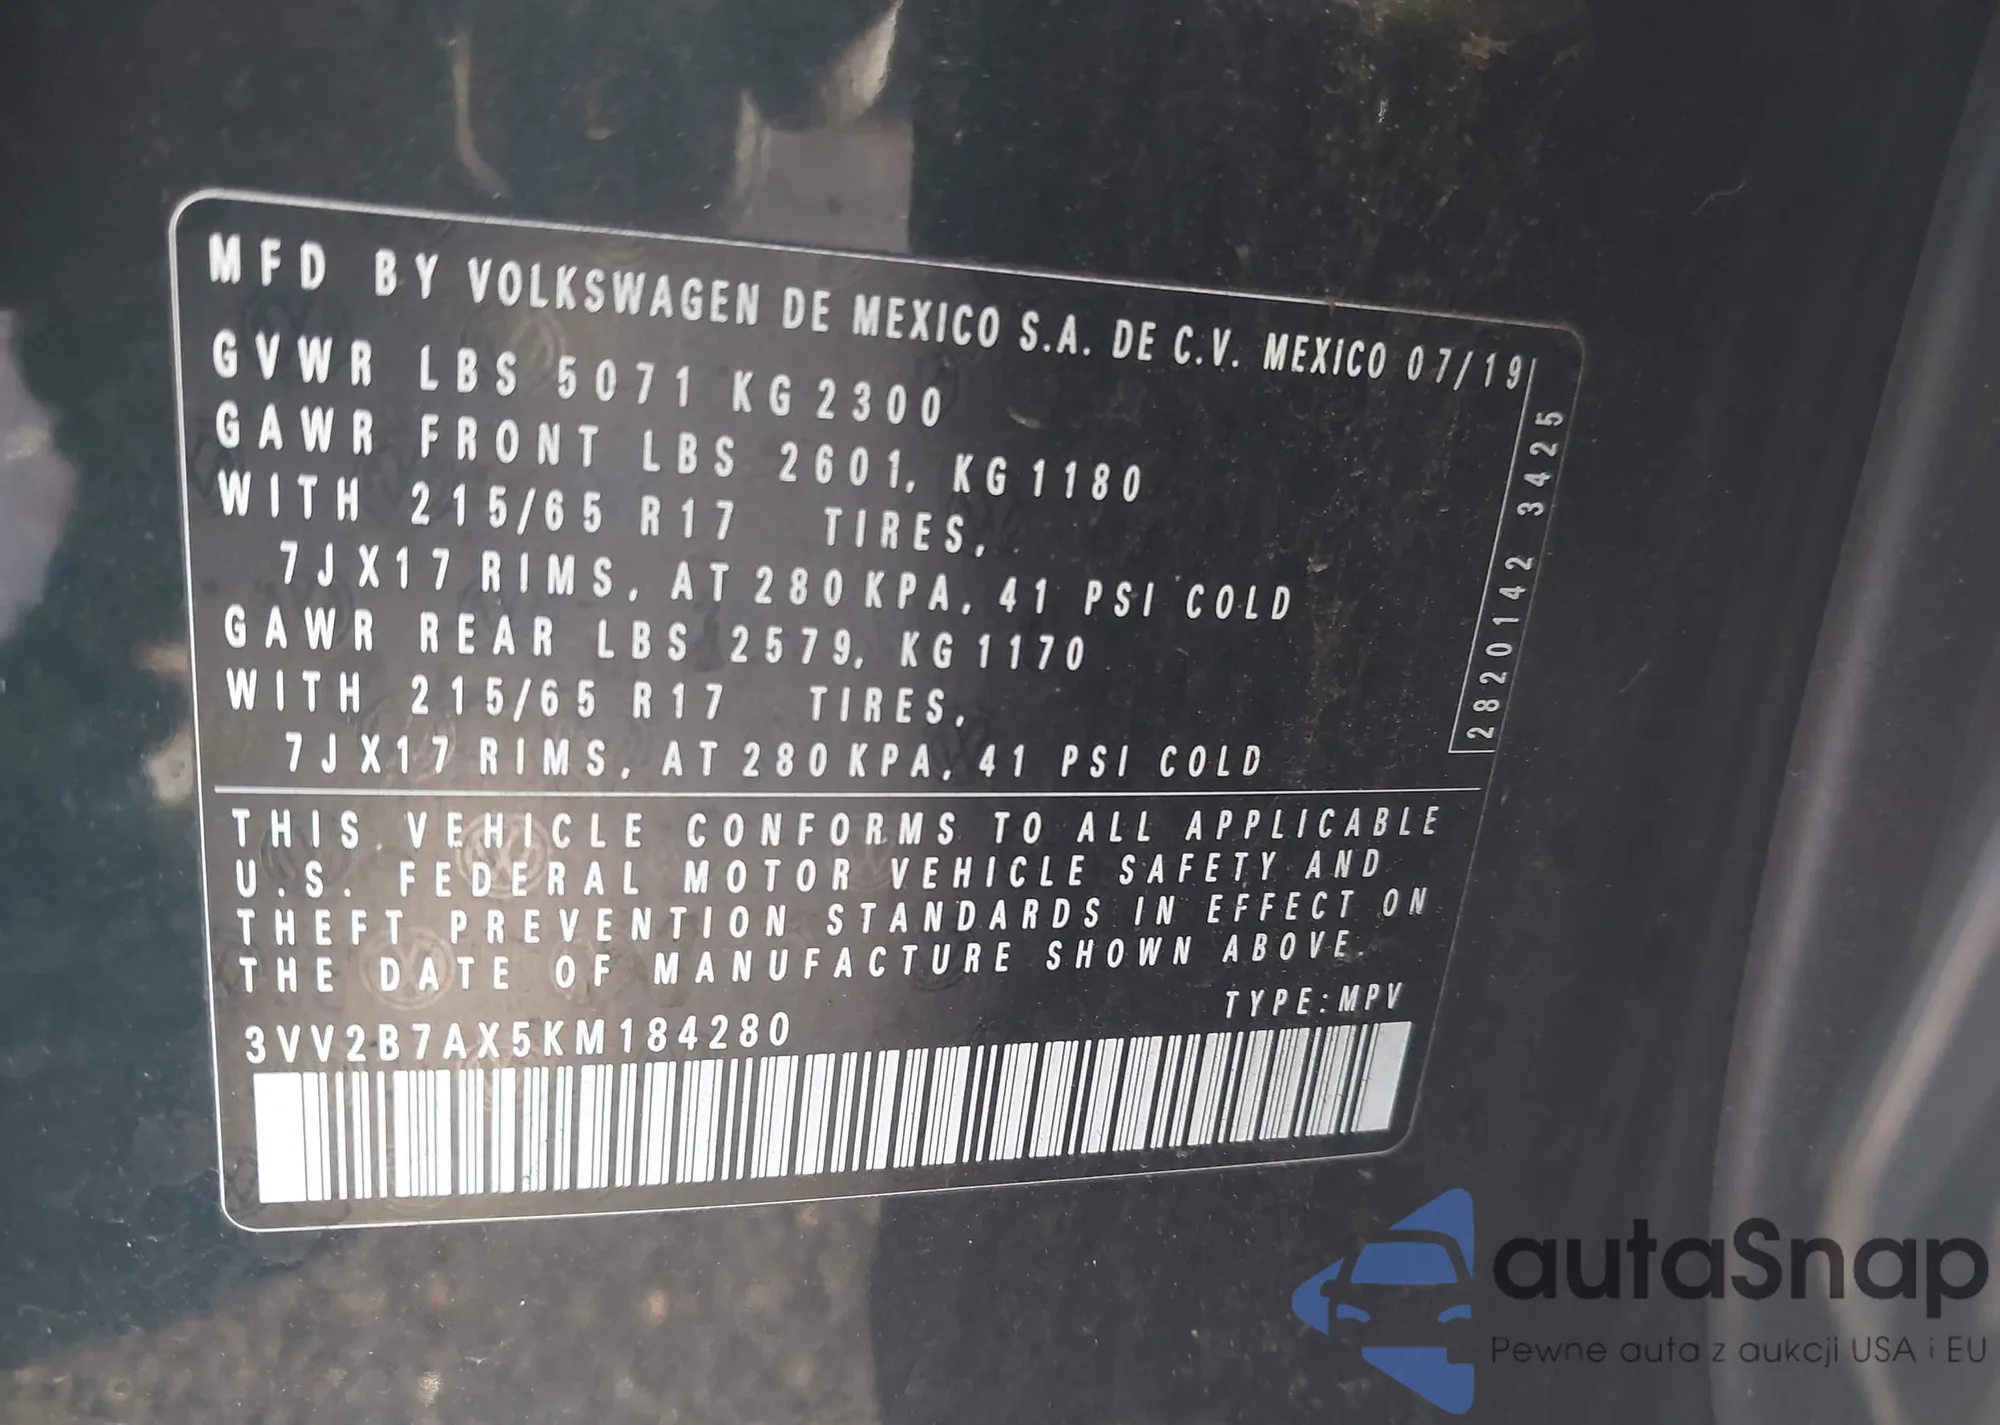 MFD BY VOLKSWAGEN DE MEXICO S.A. DE C.V. MEXICO 07/19
GVWR LBS 5071 KG 2300
GAWR FRONT LBS 2601, KG 1180
WITH 215/65 R17 TIRES,
7JX17 RIMS, AT 280 KPA, 41 PSI COLD
GAWR REAR LBS 2579, KG 1170
WITH 215/65 R17 TIRES,
7JX17 RIMS, AT 280 KPA, 41 PSI COLD
2820142 3425
THIS VEHICLE CONFORMS TO ALL APPLICABLE
U.S. FEDERAL MOTOR VEHICLE SAFETY AND
THEFT PREVENTION STANDARDS IN EFFECT ON
THE DATE OF MANUFACTURE SHOWN ABOVE.
TYPE: MPV
3VV2B7AX5KM184280
autaSnap
Pewne auta z aukcji USA i EU